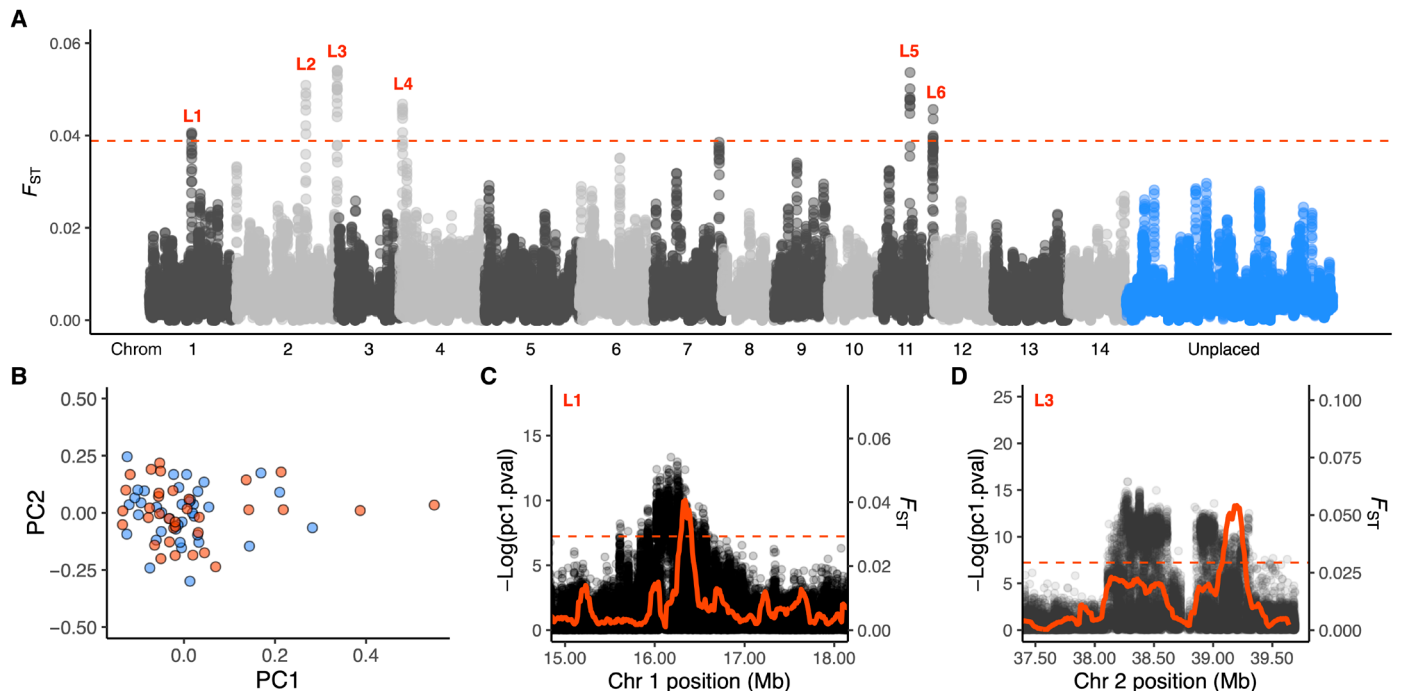 A
0.06
0.04
0.02
0.00
FST
L1
L2
L3
L4
L5
L6
Chrom 1 2 3 4 5 6 7 8 9 10 11 12 13 14 Unplaced
B
0.50
0.25
0.00
−0.25
−0.50
PC2
0.0 0.2 0.4
PC1
C
L1
15
10
5
0
−Log(pc1.pval)
0.06
0.04
0.02
0.00
FST
15.00 16.00 17.00 18.00
Chr 1 position (Mb)
D
L3
25
20
15
10
5
0
−Log(pc1.pval)
0.100
0.075
0.050
0.025
0.000
FST
37.50 38.00 38.50 39.00 39.50
Chr 2 position (Mb)